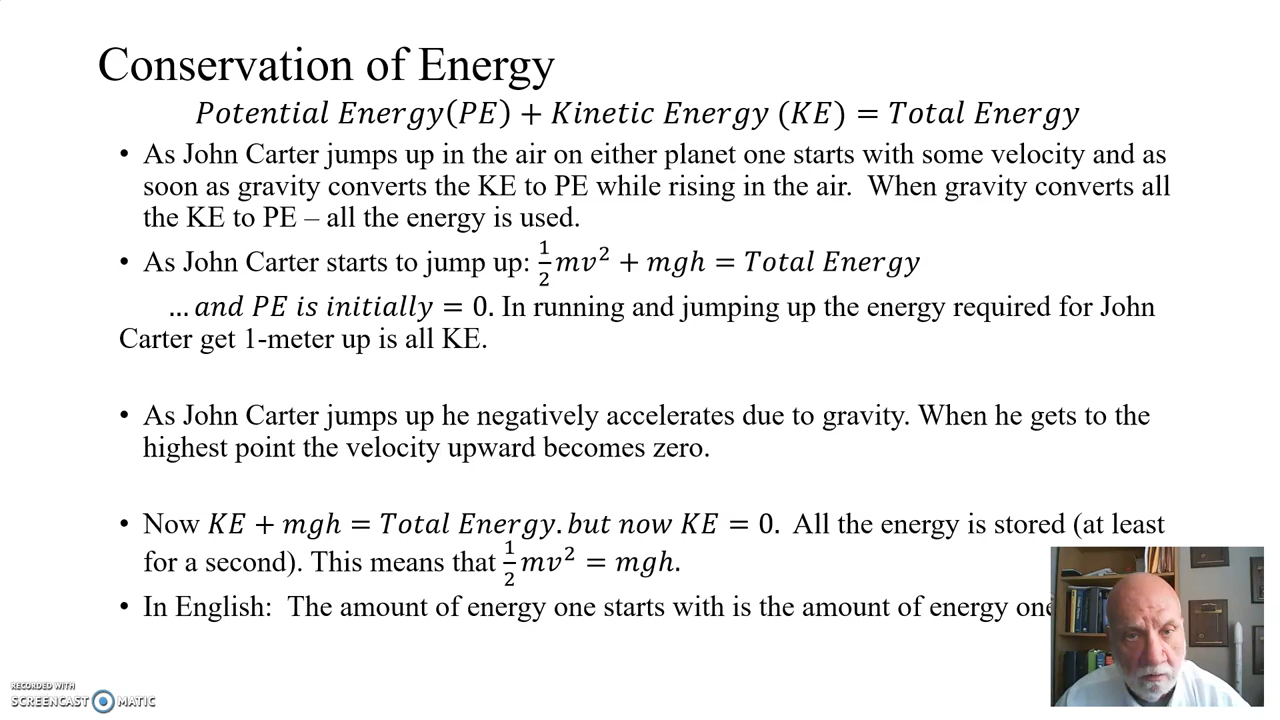 Conservation of Energy
Potential Energy(PE) + Kinetic Energy (KE) = Total Energy
• As John Carter jumps up in the air on either planet one starts with some velocity and as
soon as gravity converts the KE to PE while rising in the air. When gravity converts all
the KE to PE – all the energy is used.
• As John Carter starts to jump up: 1/2 mv² + mgh = Total Energy
… and PE is initially = 0. In running and jumping up the energy required for John
Carter get 1-meter up is all KE.
• As John Carter jumps up he negatively accelerates due to gravity. When he gets to the
highest point the velocity upward becomes zero.
• Now KE + mgh = Total Energy. but now KE = 0. All the energy is stored (at least
for a second). This means that 1/2 mv² = mgh.
• In English: The amount of energy one starts with is the amount of energy one
RECORDED WITH
SCREENCAST MATIC